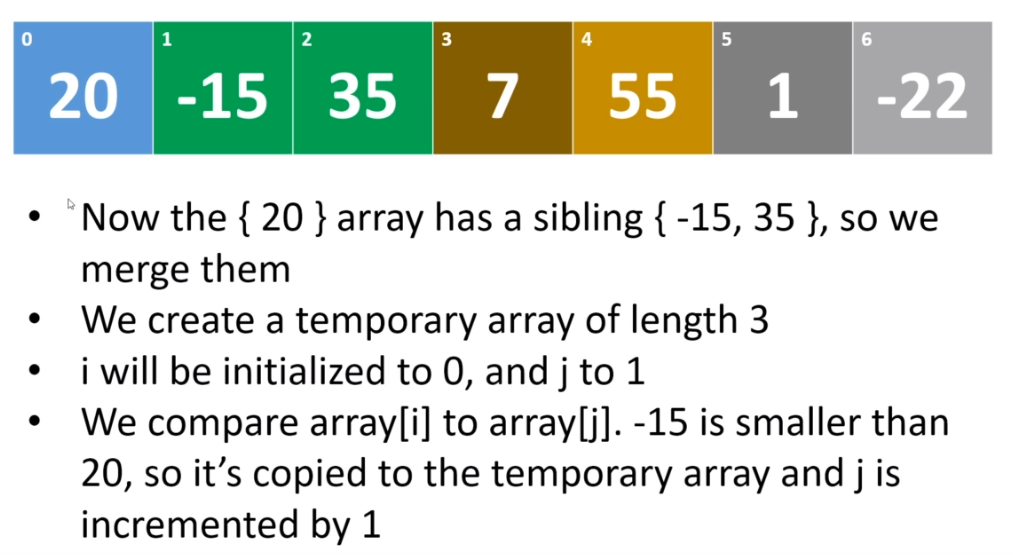 0 1 2 3 4 5 6
20 -15 35 7 55 1 -22
• Now the { 20 } array has a sibling { -15, 35 }, so we
merge them
• We create a temporary array of length 3
• i will be initialized to 0, and j to 1
• We compare array[i] to array[j]. -15 is smaller than
20, so it’s copied to the temporary array and j is
incremented by 1